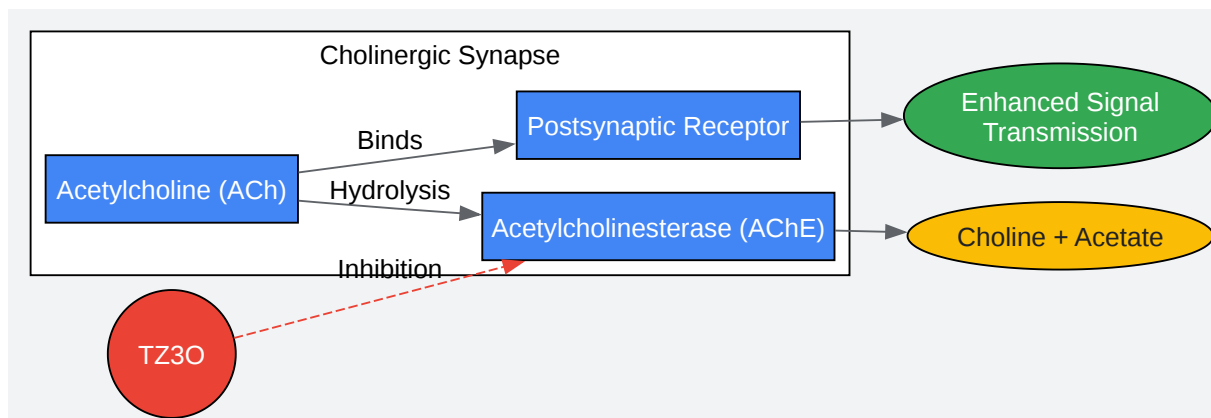 Cholinergic Synapse
Enhanced Signal
Transmission
Postsynaptic Receptor
Binds
Acetylcholine (ACh)
Hydrolysis
Acetylcholinesterase (AChE)
Choline + Acetate
Inhibition
TZ3O